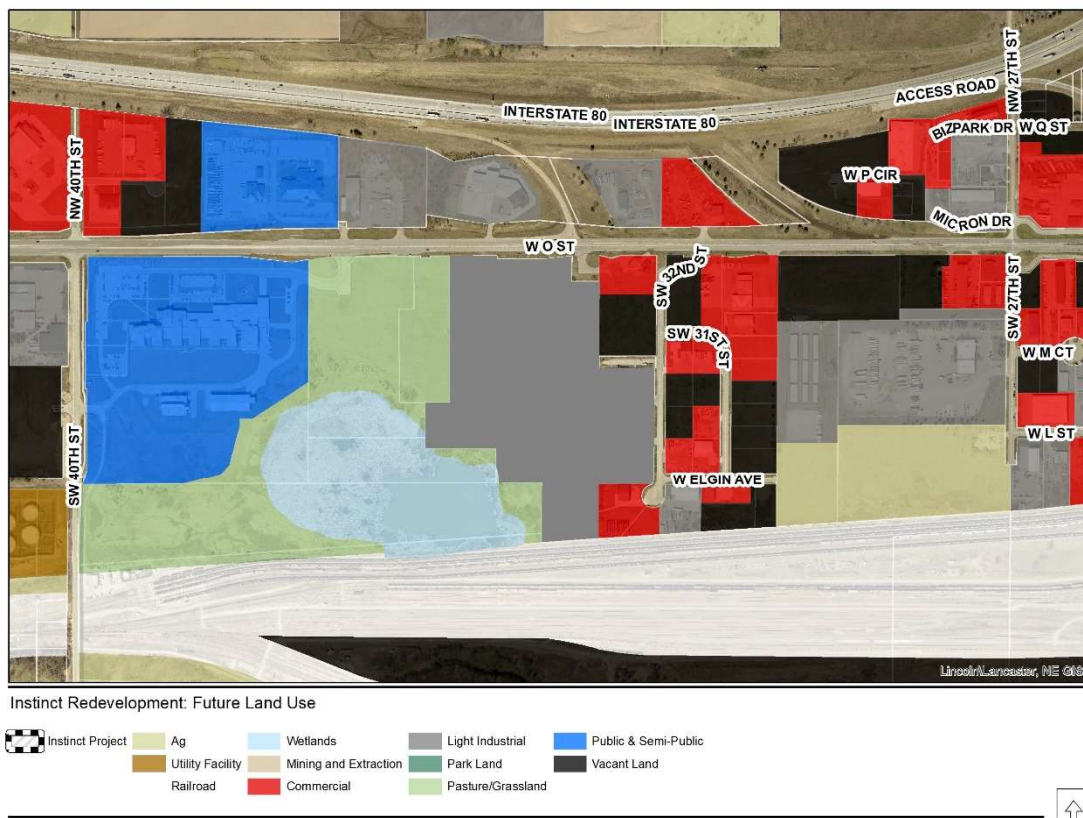 NW 27TH ST
ACCESS ROAD
INTERSTATE 80
INTERSTATE 80
BIZPARK DR
W Q ST
NW 40TH ST
W P CIR
MICRON DR
W O ST
SW 32ND ST
SW 27TH ST
SW 31ST ST
W M CT
W L ST
SW 40TH ST
W ELGIN AVE
Lincoln/Lancaster, NE GIS
Instinct Redevelopment: Future Land Use
Instinct Project
Ag
Wetlands
Light Industrial
Public & Semi-Public
Utility Facility
Mining and Extraction
Park Land
Vacant Land
Railroad
Commercial
Pasture/Grassland